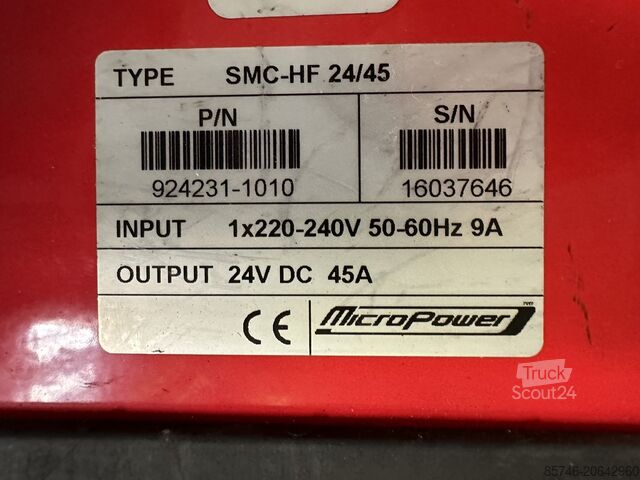 TYPE SMC-HF 24/45
P/N S/N
924231-1010 16037646
INPUT 1x220-240V 50-60Hz 9A
OUTPUT 24V DC 45A
CE MicroPower
Truck
Scout24
85746-20642960